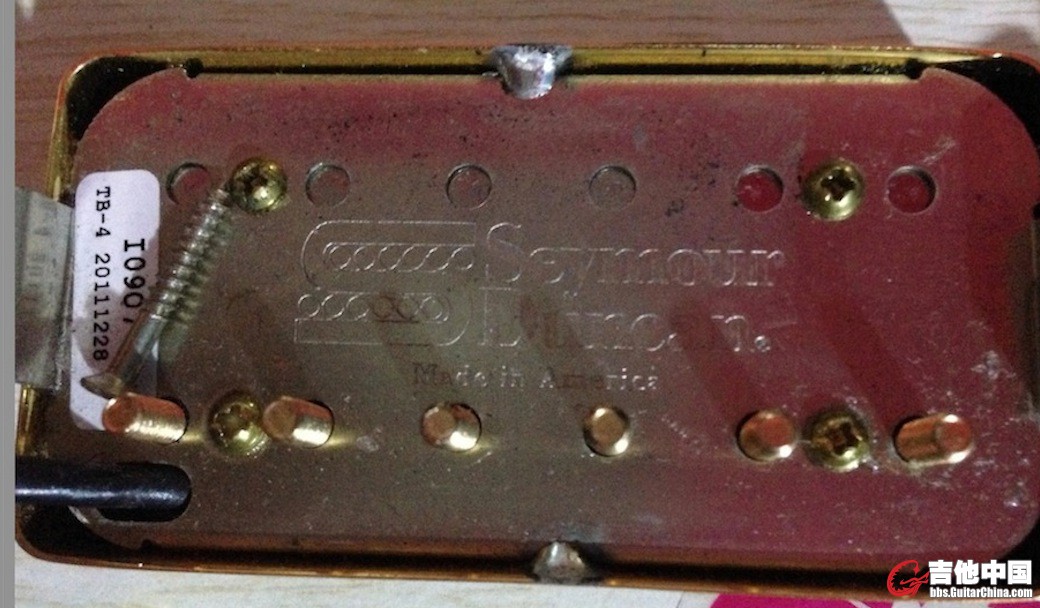 TB-4 20111228
I090,
Seymour
Duncan.
Made in America
吉他中国
bbs.GuitarChina.com